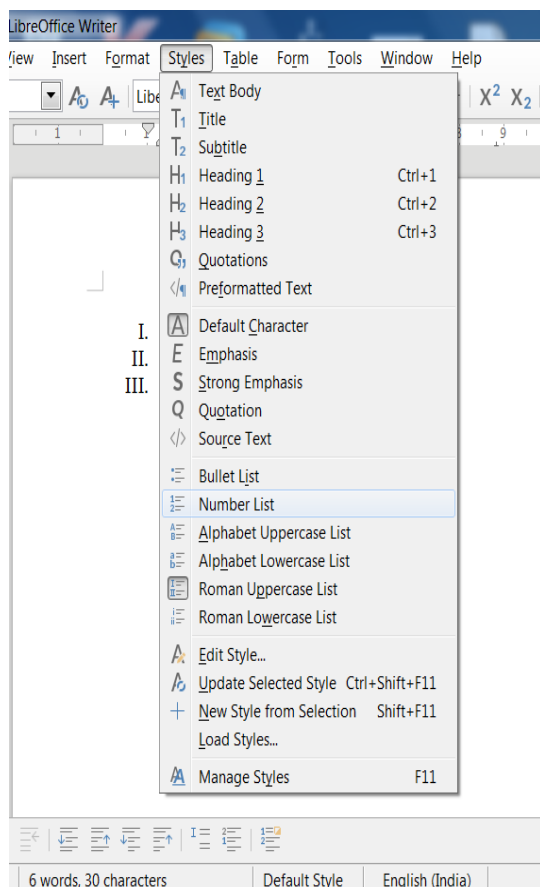 LibreOffice Writer
View Insert Format Styles Table Form Tools Window Help
Libe X² X₂
1 8 9
Text Body
Title
Subtitle
Heading 1 Ctrl+1
Heading 2 Ctrl+2
Heading 3 Ctrl+3
Quotations
Preformatted Text
I. Default Character
II. Emphasis
III. Strong Emphasis
Quotation
Source Text
Bullet List
Number List
Alphabet Uppercase List
Alphabet Lowercase List
Roman Uppercase List
Roman Lowercase List
Edit Style...
Update Selected Style Ctrl+Shift+F11
New Style from Selection Shift+F11
Load Styles...
Manage Styles F11
6 words, 30 characters Default Style English (India)